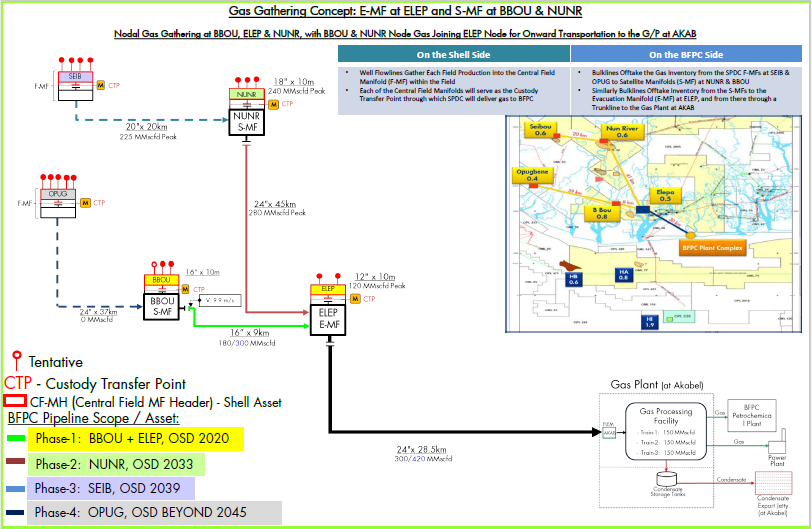 Gas Gathering Concept: E-MF at ELEP and S-MF at BBOU & NUNR
Nodal Gas Gathering at BBOU, ELEP & NUNR, with BBOU & NUNR Node Gas Joining ELEP Node for Onward Transportation to the G/P at AKAB
On the Shell Side
On the BFPC Side
• Well Flowlines Gather Each Field Production into the Central Field
Manifold (F-MF) within the Field
• Each of the Central Field Manifolds will serve as the Custody
Transfer Point through which SPDC will deliver gas to BFPC
• Bulklines Offtake the Gas Inventory from the SPDC F-MFs at SEIB &
OPUG to Satellite Manifolds (S-MF) at NUNR & BBOU
• Similarly Bulklines Offtake Inventory from the S-MFs to the
Evacuation Manifold (E-MF) at ELEP, and from there through a
Trunkline to the Gas Plant at AKAB
SEIB
F-MF
M CTP
20"x 20km
225 MMscfd Peak
18" x 10m
240 MMscfd Peak
NUNR
M CTP
NUNR
S-MF
24"x 45km
280 MMscfd Peak
OPUG
F-MF
M CTP
24" x 37km
0 MMscfd
16" x 10m
BBOU
M CTP
BBOU
S-MF
V: 9.9 m/s
16" x 9km
180/300 MMscfd
12" x 10m
120 MMscfd Peak
ELEP
M CTP
ELEP
E-MF
24" x 28.5km
300/420 MMscfd
Seibou
0.6
Nun River
0.6
20 km
Opugbene
0.4
B Bou
0.8
Elepa
0.5
BFPC Plant Complex
HB
0.6
HA
0.8
HI
1.9
Gas Plant (at Akabel)
AKAB
Gas Processing
Facility
- Train-1: 150 MMscfd
- Train-2: 150 MMscfd
- Train-3: 150 MMscfd
Gas
BFPC
Petrochemica
l Plant
Gas
Power
Plant
Condensate
Storage Tanks
Condensate
Condensate
Export Jetty
(at Akabel)
Tentative
CTP - Custody Transfer Point
CF-MH (Central Field MF Header) - Shell Asset
BFPC Pipeline Scope / Asset:
Phase-1: BBOU + ELEP, OSD 2020
Phase-2: NUNR, OSD 2033
Phase-3: SEIB, OSD 2039
Phase-4: OPUG, OSD BEYOND 2045